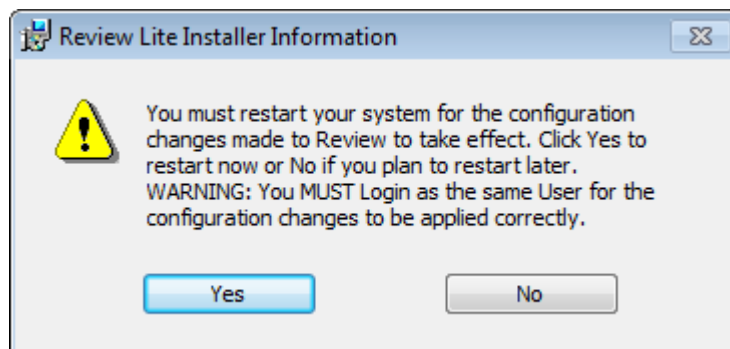 Review Lite Installer Information
You must restart your system for the configuration
changes made to Review to take effect. Click Yes to
restart now or No if you plan to restart later.
WARNING: You MUST Login as the same User for the
configuration changes to be applied correctly.
Yes
No